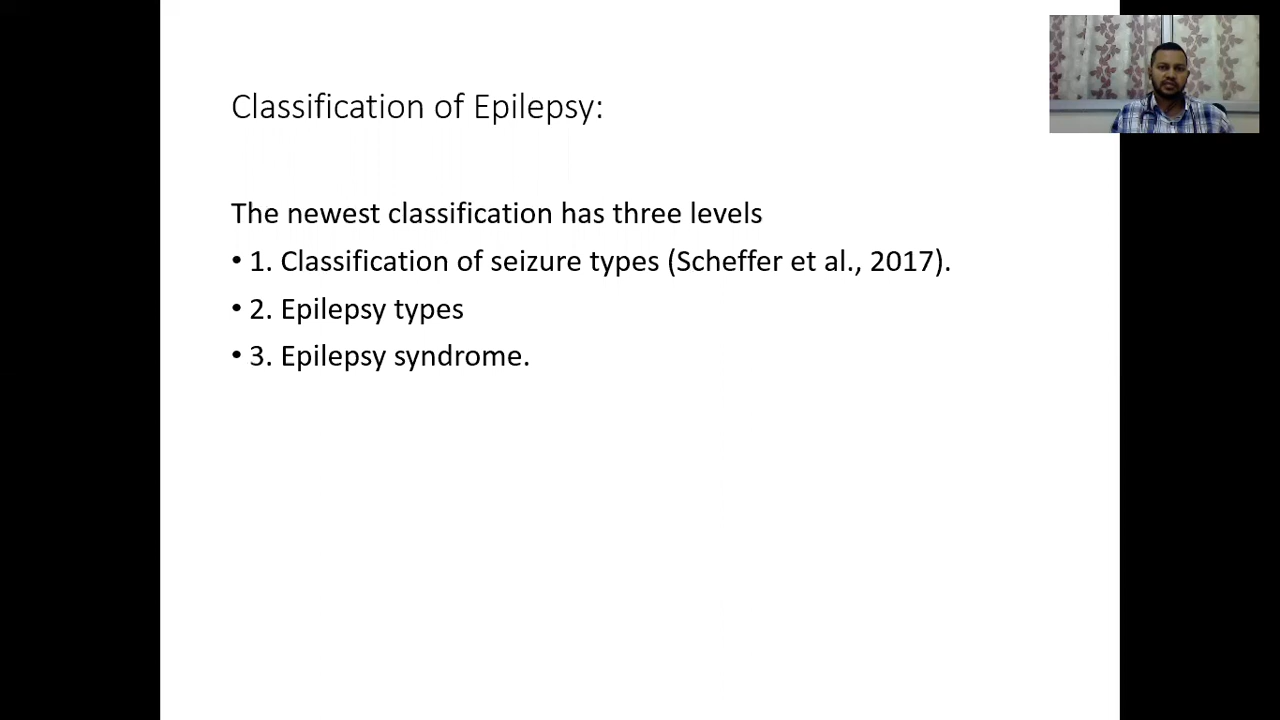 Classification of Epilepsy:
The newest classification has three levels
• 1. Classification of seizure types (Scheffer et al., 2017).
• 2. Epilepsy types
• 3. Epilepsy syndrome.